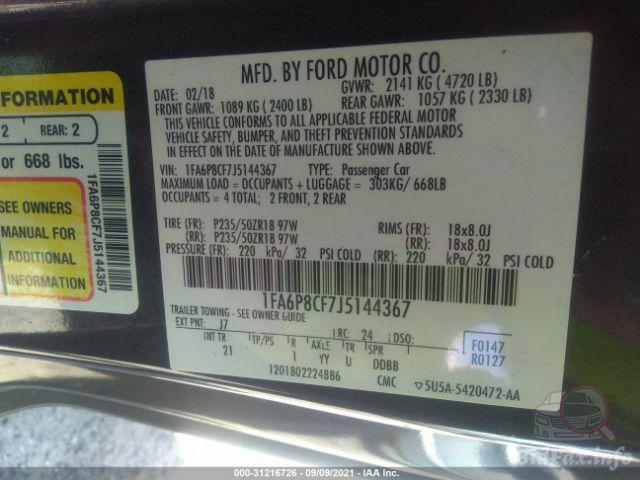 FORMATION
2 REAR: 2
or 668 lbs.
SEE OWNERS
MANUAL FOR
ADDITIONAL
INFORMATION
1FA6P8CF7J5144367
MFD. BY FORD MOTOR CO.
DATE: 02/18 GVWR: 2141 KG ( 4720 LB)
FRONT GAWR: 1089 KG ( 2400 LB) REAR GAWR: 1057 KG ( 2330 LB)
THIS VEHICLE CONFORMS TO ALL APPLICABLE FEDERAL MOTOR
VEHICLE SAFETY, BUMPER, AND THEFT PREVENTION STANDARDS
IN EFFECT ON THE DATE OF MANUFACTURE SHOWN ABOVE.
VIN: 1FA6P8CF7J5144367 TYPE: Passenger Car
MAXIMUM LOAD = OCCUPANTS + LUGGAGE = 303KG/ 668LB
OCCUPANTS = 4 TOTAL; 2 FRONT, 2 REAR
TIRE (FR): P235/50ZR18 97W RIMS (FR): 18x8.0J
(RR): P235/50ZR18 97W (RR): 18x8.0J
PRESSURE (FR): 220 kPa/ 32 PSI COLD (RR): 220 kPa/ 32 PSI COLD
1FA6P8CF7J5144367
TRAILER TOWING - SEE OWNER GUIDE
EXT PNT: J7 RC: 24 DSO: F0147
INT TR TP/PS R AXLE TR SPR R0127
21 I YY U DDBB
1201802224886 CMC 5U5A-5420472-AA
000-31216726 - 09/09/2021 - IAA Inc.
BidFax.info